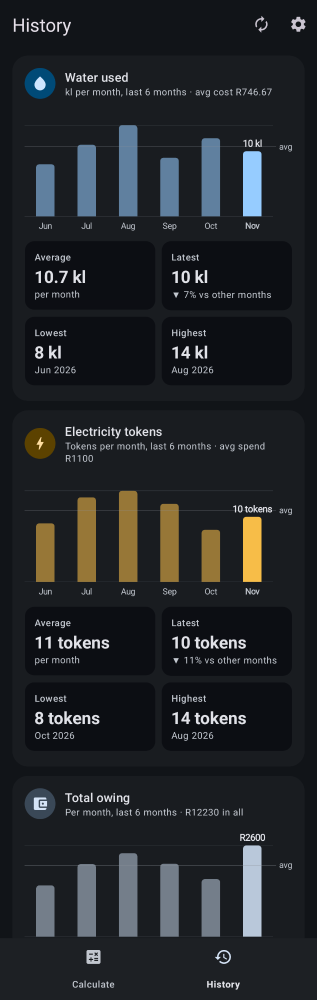 History
Water used
kl per month, last 6 months · avg cost R746.67
10 kl
avg
Jun Jul Aug Sep Oct Nov
Average
10.7 kl
per month
Latest
10 kl
▼ 7% vs other months
Lowest
8 kl
Jun 2026
Highest
14 kl
Aug 2026
Electricity tokens
Tokens per month, last 6 months · avg spend
R1100
10 tokens
avg
Jun Jul Aug Sep Oct Nov
Average
11 tokens
per month
Latest
10 tokens
▼ 11% vs other months
Lowest
8 tokens
Oct 2026
Highest
14 tokens
Aug 2026
Total owing
Per month, last 6 months · R12230 in all
R2600
avg
Calculate
History